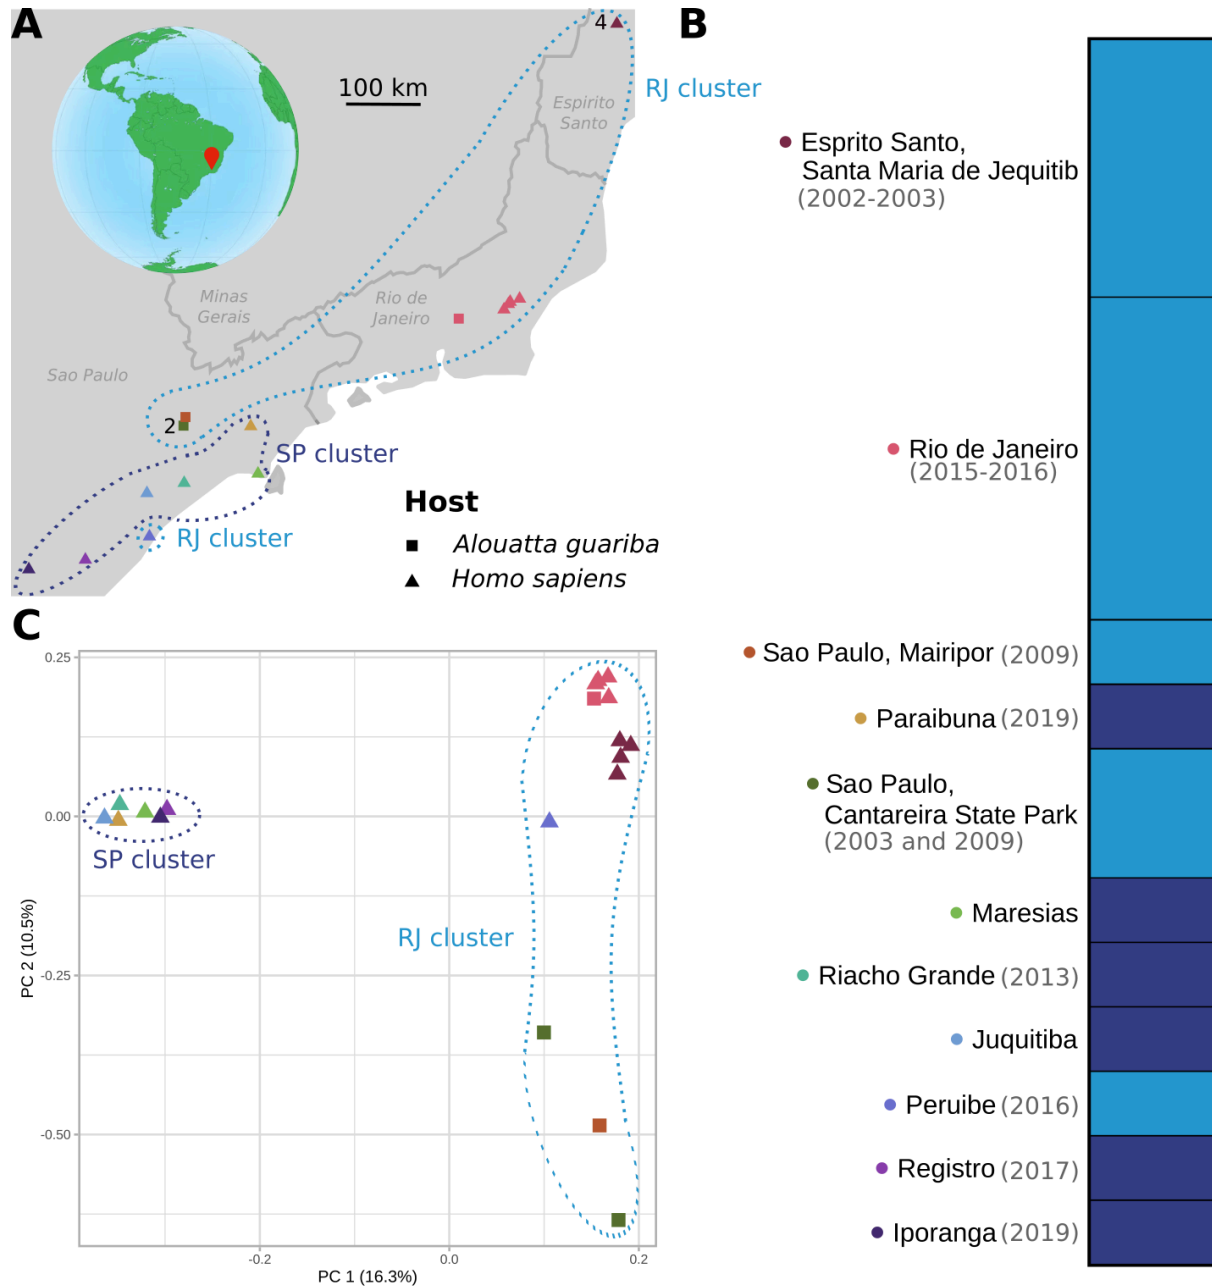 A
B
4
100 km
RJ cluster
Espirito
Santo
Minas
Gerais
Rio de
Janeiro
Sao Paulo
2
SP cluster
RJ cluster
Host
Alouatta guariba
Homo sapiens
Esprito Santo,
Santa Maria de Jequitib
(2002-2003)
Rio de Janeiro
(2015-2016)
Sao Paulo, Mairipor (2009)
Paraibuna (2019)
Sao Paulo,
Cantareira State Park
(2003 and 2009)
Maresias
Riacho Grande (2013)
Juquitiba
Peruibe (2016)
Registro (2017)
Iporanga (2019)
C
0.25
0.00
-0.25
-0.50
PC 2 (10.5%)
SP cluster
RJ cluster
-0.2
0.0
0.2
PC 1 (16.3%)